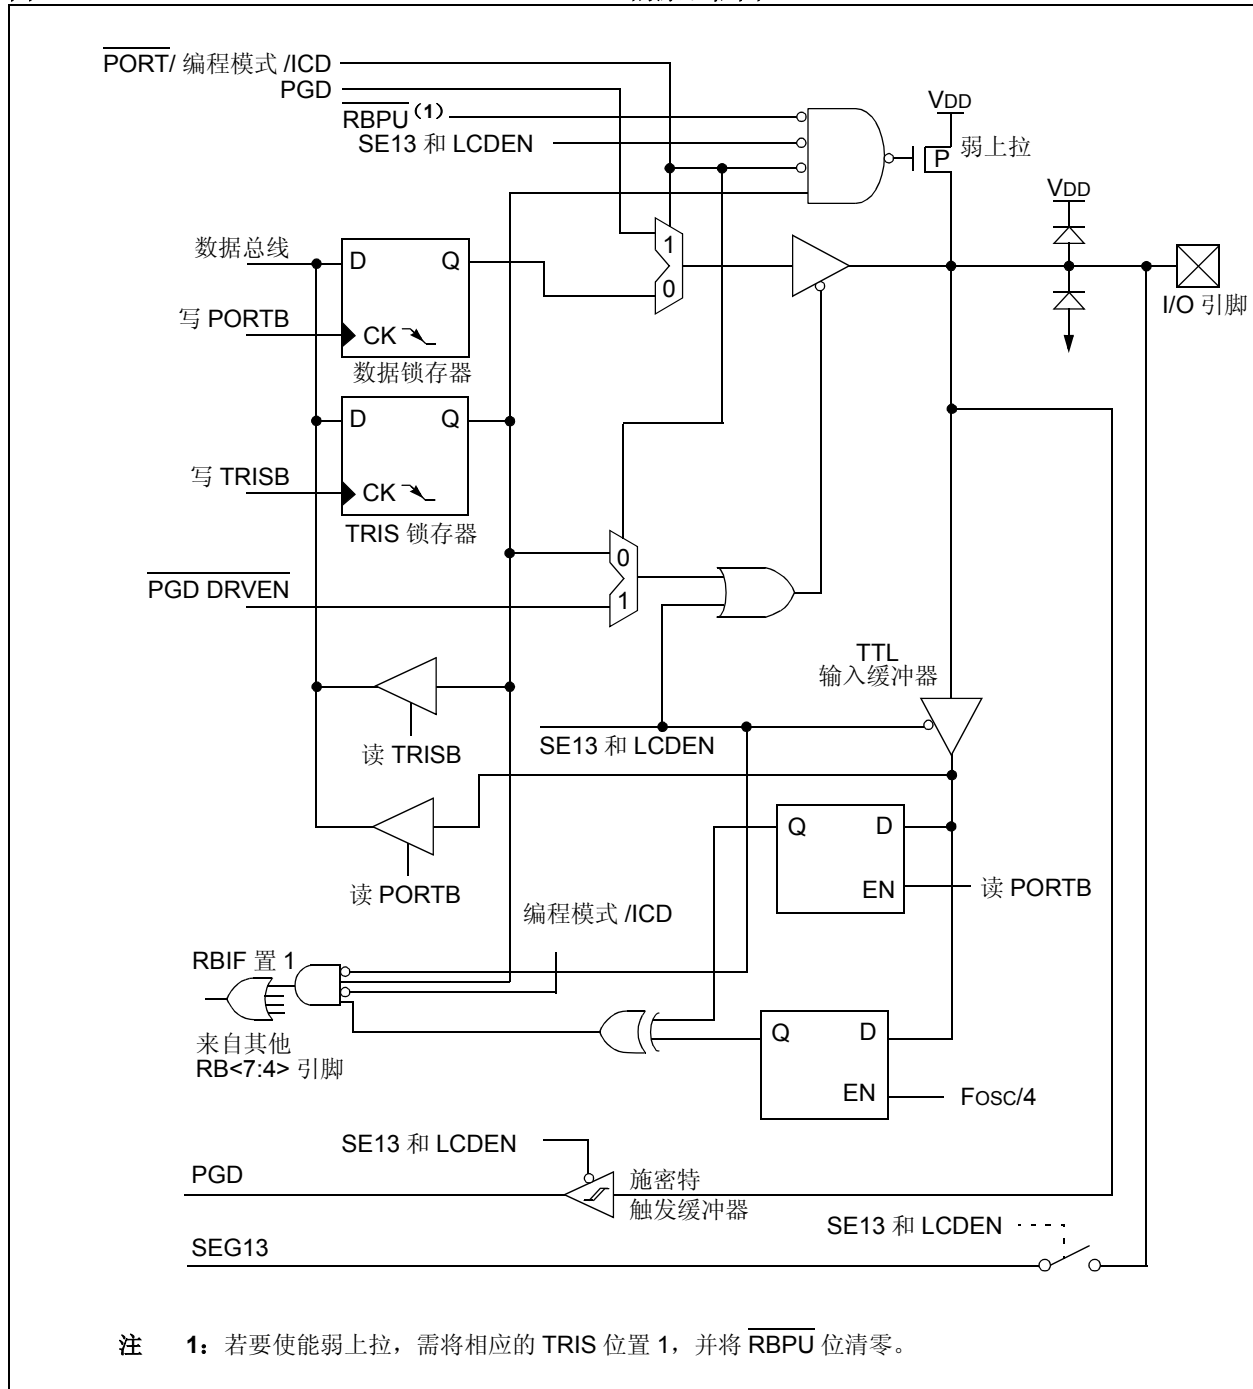 PORT/ 编程模式 /ICD
PGD
RBPU(1)
SE13 和 LCDEN
VDD
P
弱上拉
VDD
数据总线
D
Q
1
0
I/O 引脚
写 PORTB
CK
数据锁存器
D
Q
写 TRISB
CK
TRIS 锁存器
0
PGD DRVEN
1
TTL
输入缓冲器
读 TRISB
SE13 和 LCDEN
Q
D
读 PORTB
EN
读 PORTB
编程模式 /ICD
RBIF 置 1
Q
D
来自其他
RB<7:4> 引脚
EN
FOSC/4
SE13 和 LCDEN
PGD
施密特
触发缓冲器
SE13 和 LCDEN
SEG13
注 1：若要使能弱上拉，需将相应的 TRIS 位置 1，并将 RBPU 位清零。